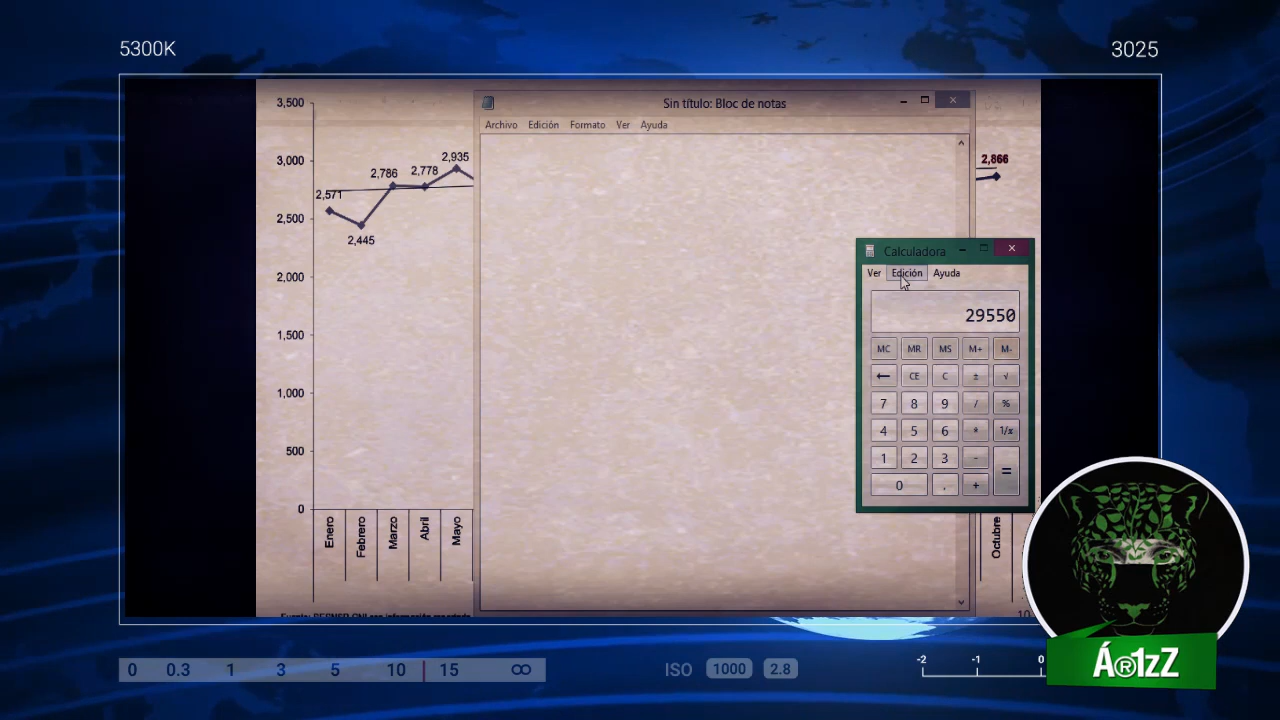 5300K
3025
3,500
3,000
2,500
2,000
1,500
1,000
500
0
2,571
2,445
2,786
2,778
2,935
2,866
Enero
Febrero
Marzo
Abril
Mayo
Octubre
Sin título: Bloc de notas
Archivo Edición Formato Ver Ayuda
Calculadora
Ver Edición Ayuda
29550
MC MR MS M+ M-
← CE C ± √
7 8 9 / %
4 5 6 * 1/x
1 2 3 - =
0 , +
10
0 0.3 1 3 5 10 15 ∞
ISO 1000 2.8
-2 -1 0
Á®1zZ